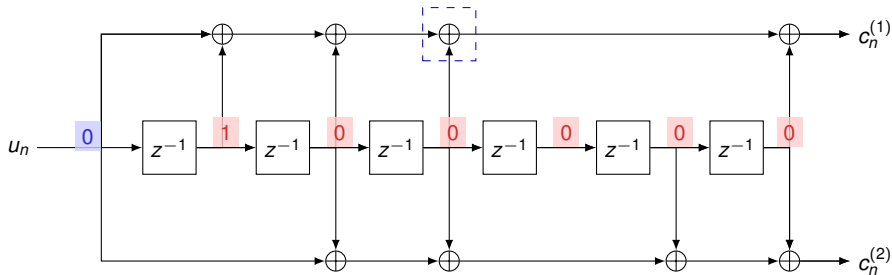 c_n^{(1)}
u_n 0 z^{-1} 1 z^{-1} 0 z^{-1} 0 z^{-1} 0 z^{-1} 0 z^{-1} 0
c_n^{(2)}